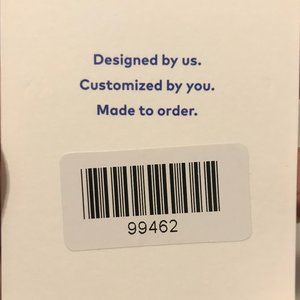 Designed by us.
Customized by you.
Made to order.
99462